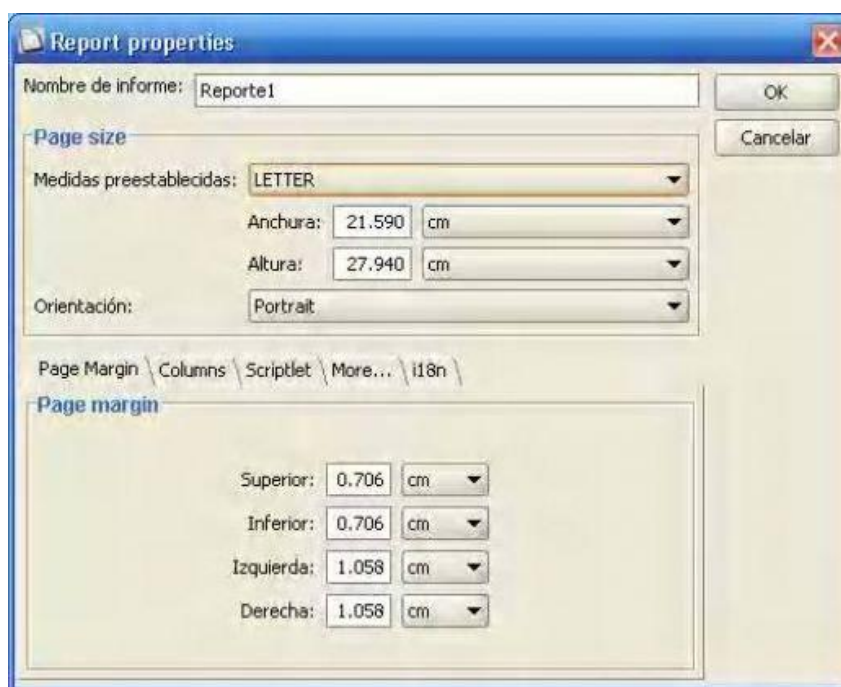 Report properties
Nombre de informe: Reporte1
OK
Page size
Cancelar
Medidas preestablecidas: LETTER
Anchura: 21.590 cm
Altura: 27.940 cm
Orientación: Portrait
Page Margin Columns Scriptlet More... i18n
Page margin
Superior: 0.706 cm
Inferior: 0.706 cm
Izquierda: 1.058 cm
Derecha: 1.058 cm